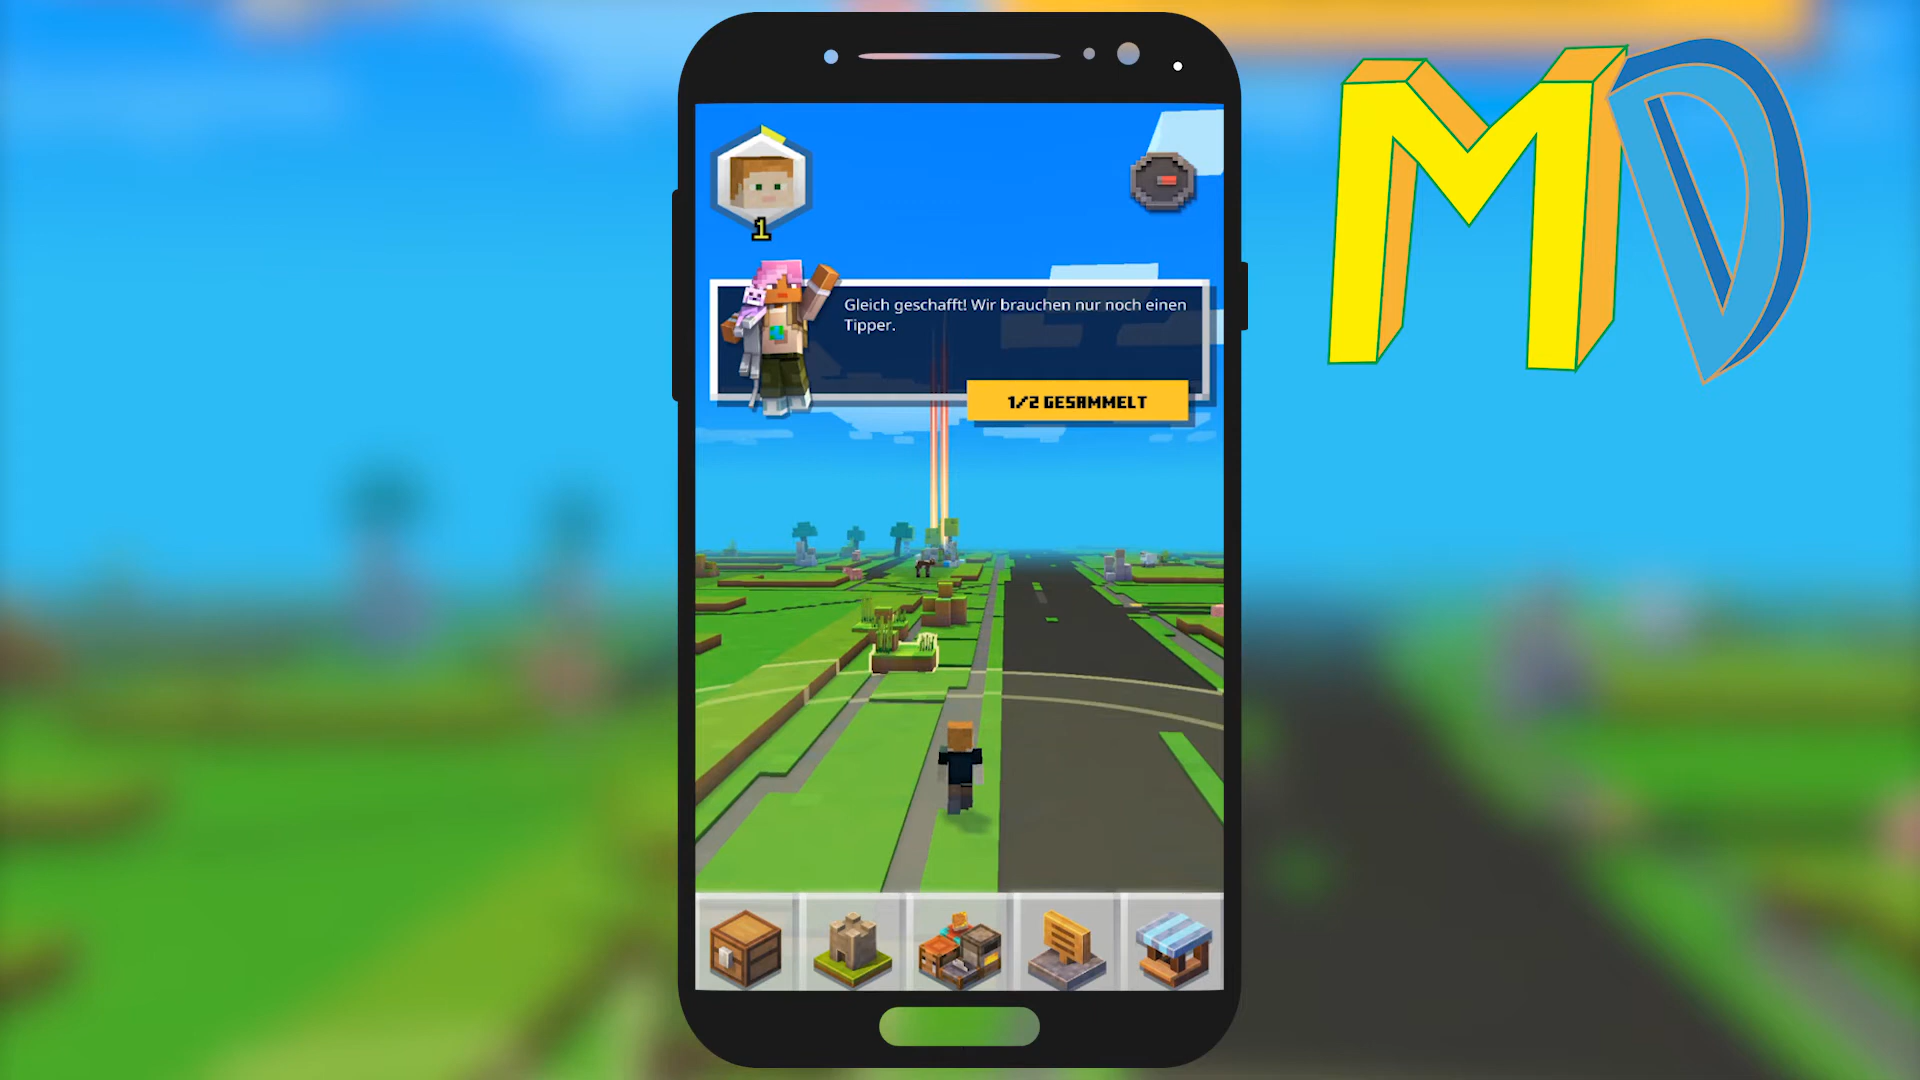 MD
1
Gleich geschafft! Wir brauchen nur noch einen
Tipper.
1/2 GESAMMELT